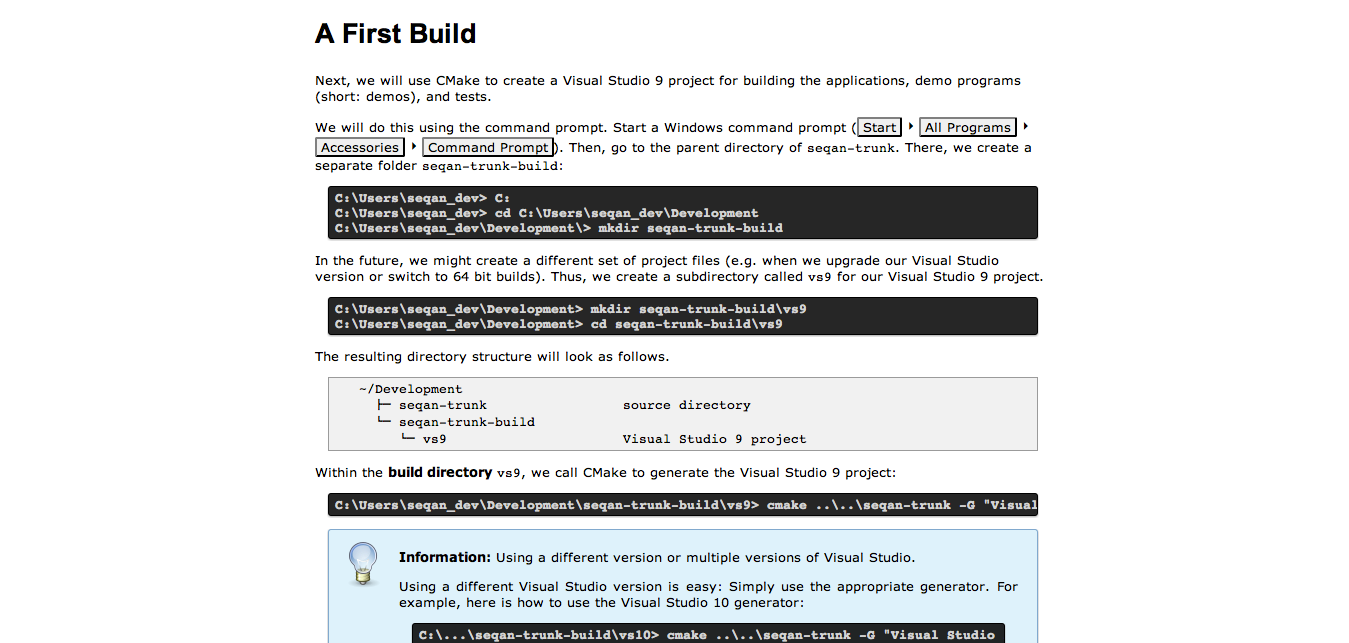 A First Build
Next, we will use CMake to create a Visual Studio 9 project for building the applications, demo programs
(short: demos), and tests.
We will do this using the command prompt. Start a Windows command prompt (Start ‣ All Programs ‣
Accessories ‣ Command Prompt). Then, go to the parent directory of seqan-trunk. There, we create a
separate folder seqan-trunk-build:
C:\Users\seqan_dev> C:
C:\Users\seqan_dev> cd C:\Users\seqan_dev\Development
C:\Users\seqan_dev\Development\> mkdir seqan-trunk-build
In the future, we might create a different set of project files (e.g. when we upgrade our Visual Studio
version or switch to 64 bit builds). Thus, we create a subdirectory called vs9 for our Visual Studio 9 project.
C:\Users\seqan_dev\Development> mkdir seqan-trunk-build\vs9
C:\Users\seqan_dev\Development> cd seqan-trunk-build\vs9
The resulting directory structure will look as follows.
~/Development
├─ seqan-trunk source directory
└─ seqan-trunk-build
└─ vs9 Visual Studio 9 project
Within the build directory vs9, we call CMake to generate the Visual Studio 9 project:
C:\Users\seqan_dev\Development\seqan-trunk-build\vs9> cmake ..\..\seqan-trunk -G "Visual
Information: Using a different version or multiple versions of Visual Studio.
Using a different Visual Studio version is easy: Simply use the appropriate generator. For
example, here is how to use the Visual Studio 10 generator:
C:\...\seqan-trunk-build\vs10> cmake ..\..\seqan-trunk -G "Visual Studio